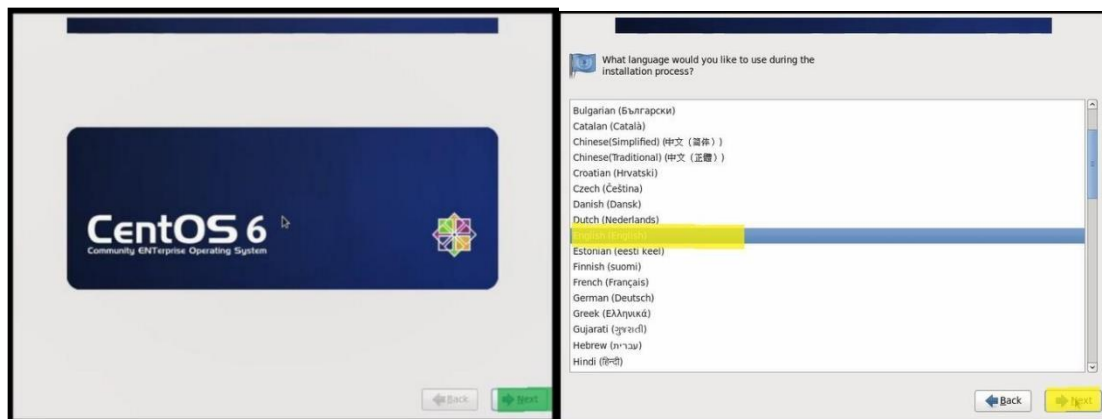 CentOS 6
Community ENTerprise Operating System
Back
Next
What language would you like to use during the
installation process?
Bulgarian (Български)
Catalan (Català)
Chinese(Simplified) (中文（简体）)
Chinese(Traditional) (中文（正體）)
Croatian (Hrvatski)
Czech (Čeština)
Danish (Dansk)
Dutch (Nederlands)
English (English)
Estonian (eesti keel)
Finnish (suomi)
French (Français)
German (Deutsch)
Greek (Ελληνικά)
Gujarati (ગુજરાતી)
Hebrew (עברית)
Hindi (हिन्दी)
Back
Next